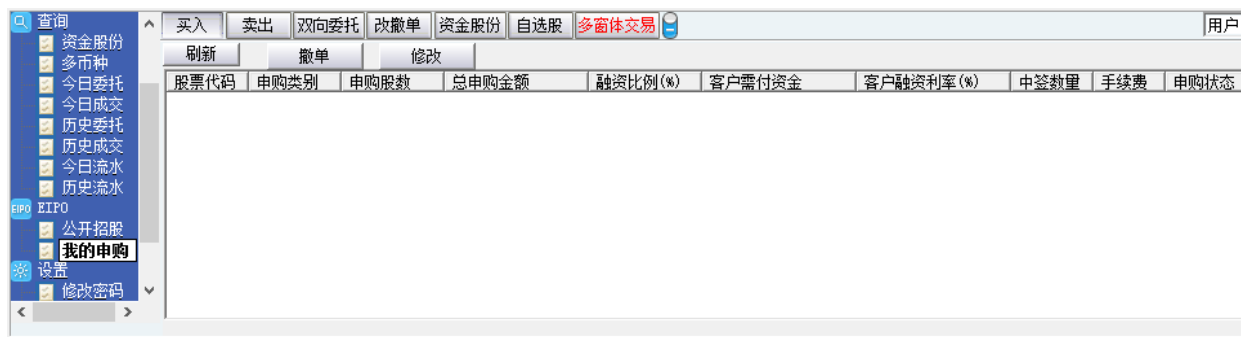 买入 卖出 双向委托 改撤单 资金股份 自选股 多窗体交易 用户
刷新 撤单 修改
股票代码 申购类别 申购股数 总申购金额 融资比例(%) 客户需付资金 客户融资利率(%) 中签数量 手续费 申购状态
查询
资金股份
多币种
今日委托
今日成交
历史委托
历史成交
今日流水
历史流水
EIPO EIPO
公开招股
我的申购
设置
修改密码